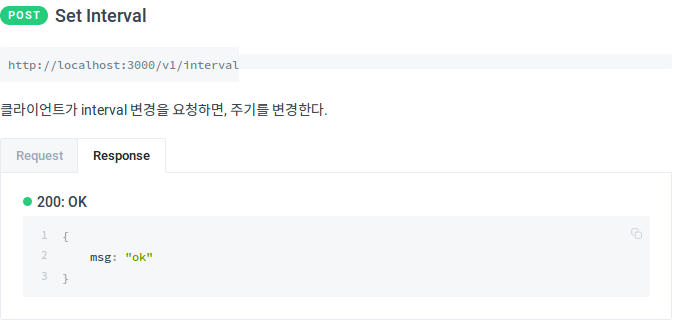 POST Set Interval
http://localhost:3000/v1/interval
클라이언트가 interval 변경을 요청하면, 주기를 변경한다.
Request Response
200: OK
1 {
2 msg: "ok"
3 }